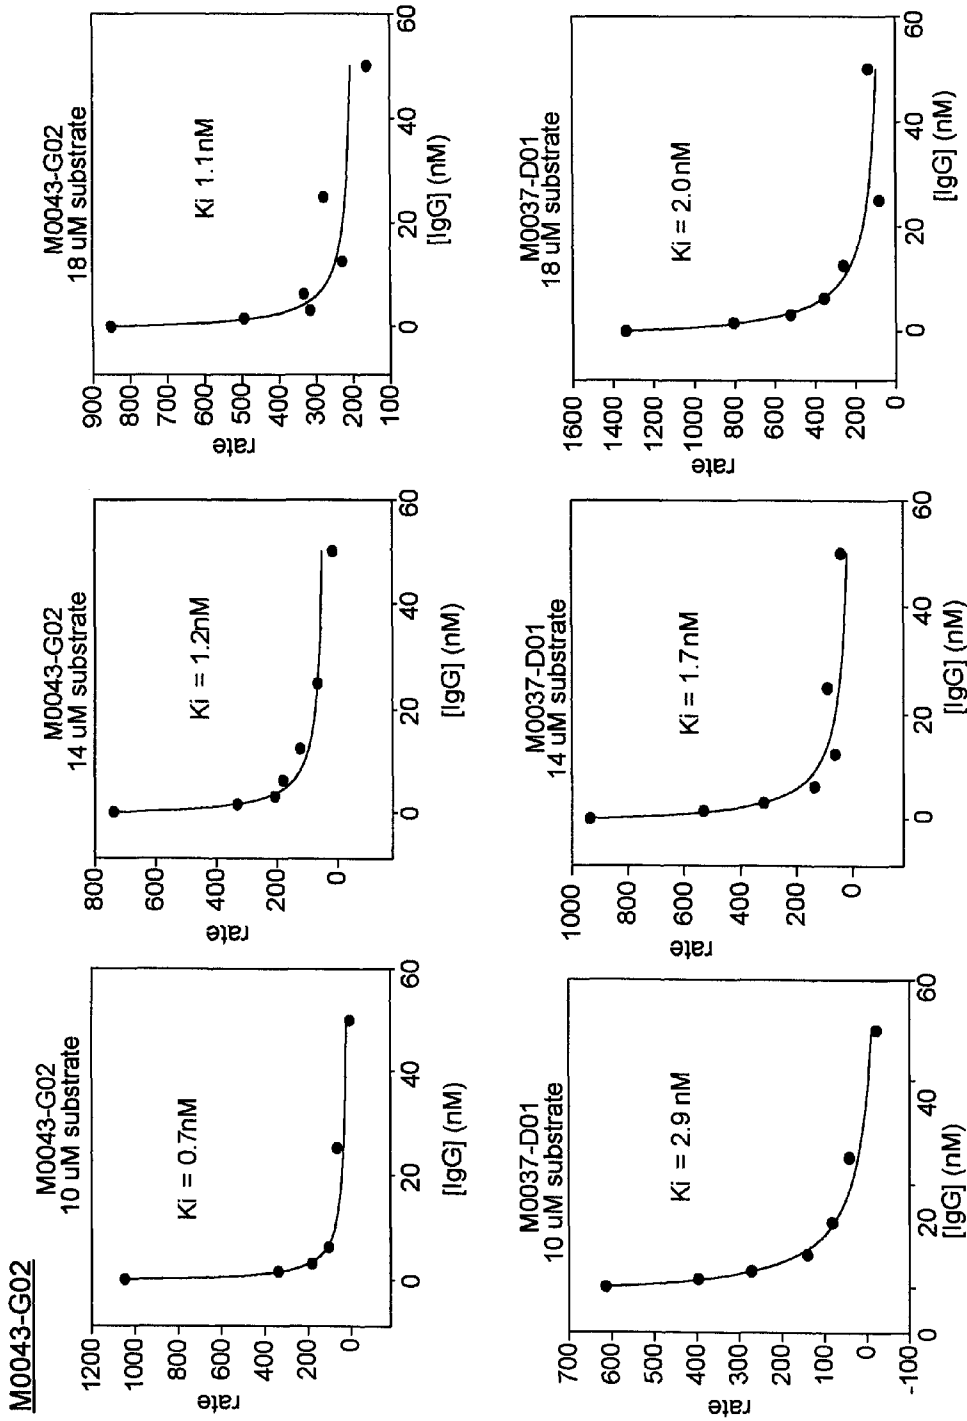 M0043-G02
M0043-G02
10 uM substrate
1200
1000
800
600
400
200
0
rate
Ki = 0.7nM
0
20
40
60
[IgG] (nM)
M0043-G02
14 uM substrate
800
600
400
200
0
rate
Ki = 1.2nM
0
20
40
60
[IgG] (nM)
M0043-G02
18 uM substrate
900
800
700
600
500
400
300
200
100
rate
Ki 1.1nM
0
20
40
60
[IgG] (nM)
M0037-D01
10 uM substrate
700
600
500
400
300
200
100
0
-100
rate
Ki = 2.9 nM
0
20
40
60
[IgG] (nM)
M0037-D01
14 uM substrate
1000
800
600
400
200
0
rate
Ki = 1.7nM
0
20
40
60
[IgG] (nM)
M0037-D01
18 uM substrate
1600
1400
1200
1000
800
600
400
200
0
rate
Ki = 2.0nM
0
20
40
60
[IgG] (nM)